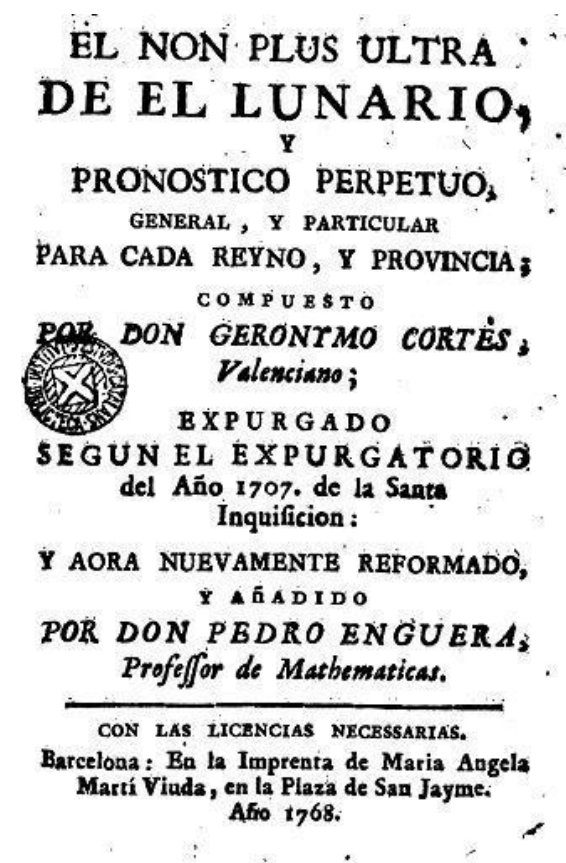 EL NON PLUS ULTRA
DE EL LUNARIO,
Y
PRONOSTICO PERPETUO,
GENERAL , Y PARTICULAR
PARA CADA REYNO , Y PROVINCIA ;
COMPUESTO
POR DON GERONYMO CORTÈS ,
Valenciano ;
EXPURGADO
SEGUN EL EXPURGATORIO
del Año 1707. de la Santa
Inquiſicion :
Y AORA NUEVAMENTE REFORMADO,
Y AñADIDO
POR DON PEDRO ENGUERA,
Profeſſor de Mathematicas.
CON LAS LICENCIAS NECESSARIAS.
Barcelona : En la Imprenta de Maria Angela
Martí Viuda , en la Plaza de San Jayme.
Año 1768.